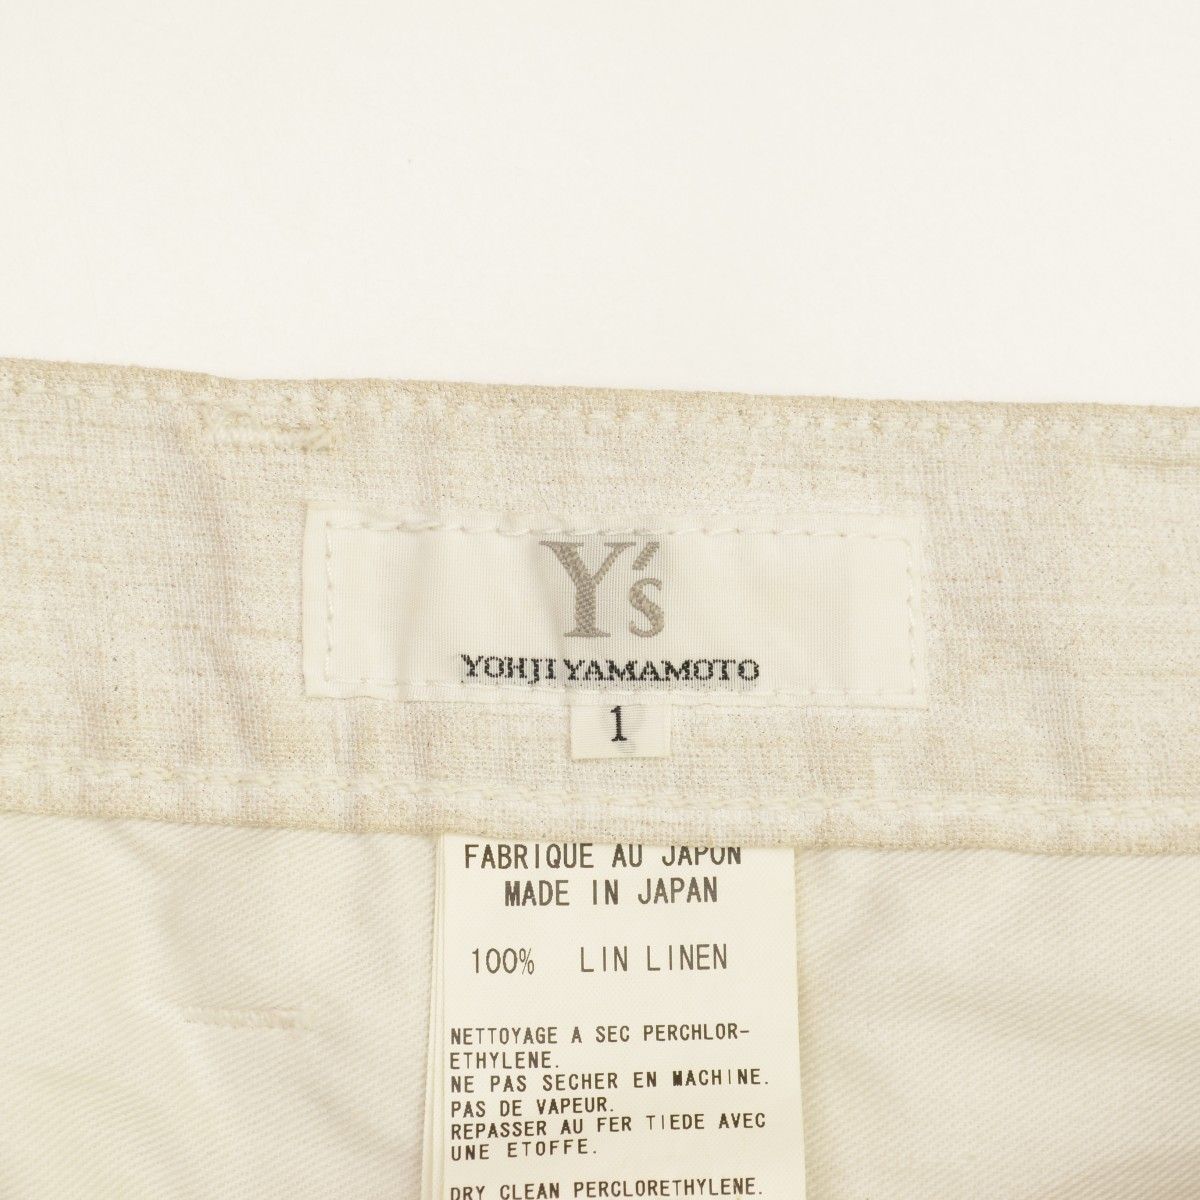 Y's
YOHJI YAMAMOTO
1
FABRIQUE AU JAPON
MADE IN JAPAN
100% LIN LINEN
NETTOYAGE A SEC PERCHLOR-
ETHYLENE.
NE PAS SECHER EN MACHINE.
PAS DE VAPEUR.
REPASSER AU FER TIEDE AVEC
UNE ETOFFE.
DRY CLEAN PERCLORETHYLENE.